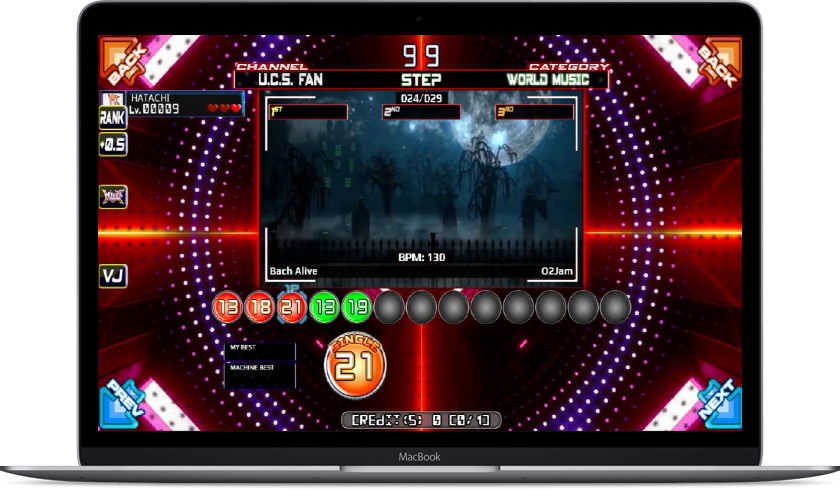 99
CHANNEL
U.C.S. FAN
STEP
CATEGORY
WORLD MUSIC
BACK
BACK
HATACHI
Lv.00009
RANK
+0.5
VJ
024/029
1ST
2ND
3RD
BPM: 130
Bach Alive
O2Jam
1P
13
18
21
13
19
MY BEST
MACHINE BEST
SINGLE
21
PREV
NEXT
CREDIT(S) 0 [0/1]
MacBook